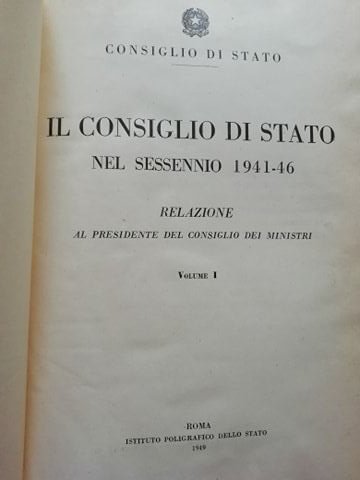 CONSIGLIO DI STATO
IL CONSIGLIO DI STATO
NEL SESSENNIO 1941-46
RELAZIONE
AL PRESIDENTE DEL CONSIGLIO DEI MINISTRI
VOLUME I
ROMA
ISTITUTO POLIGRAFICO DELLO STATO
1949